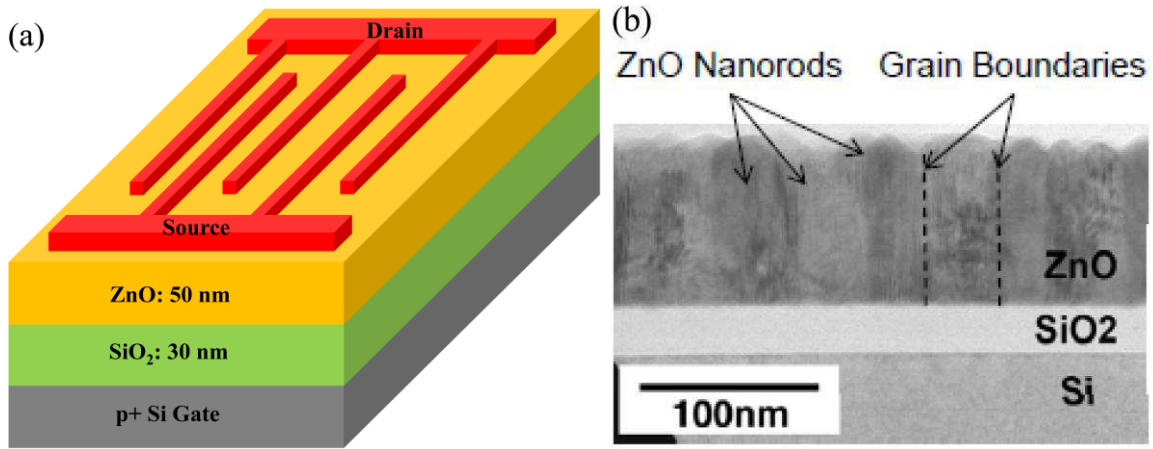 (a)
Drain
Source
ZnO: 50 nm
SiO₂: 30 nm
p+ Si Gate
(b)
ZnO Nanorods
Grain Boundaries
ZnO
SiO2
Si
100nm